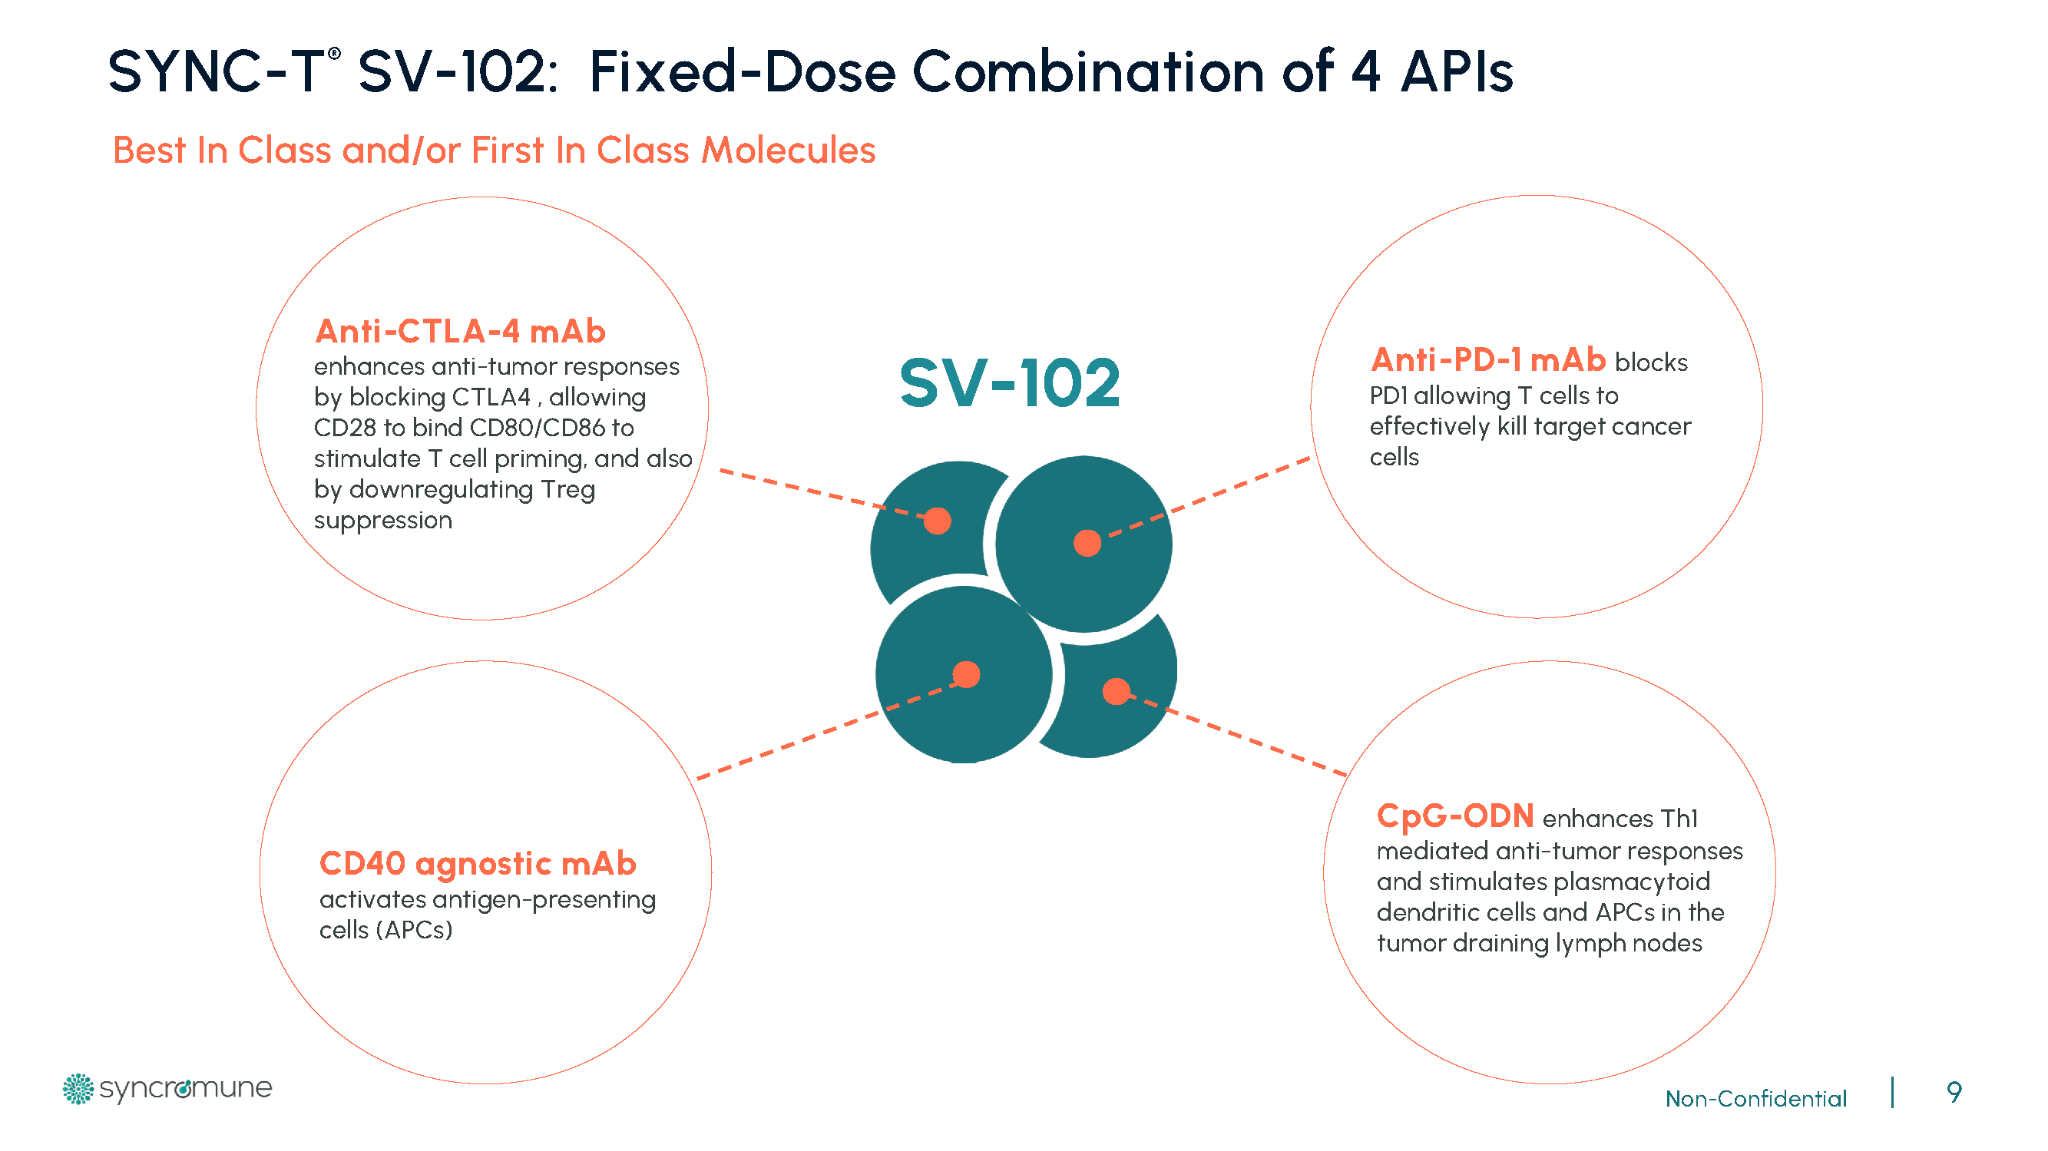 SYNC-T® SV-102: Fixed-Dose Combination of 4 APIs
Best In Class and/or First In Class Molecules
Anti-CTLA-4 mAb
enhances anti-tumor responses
by blocking CTLA4 , allowing
CD28 to bind CD80/CD86 to
stimulate T cell priming, and also
by downregulating Treg
suppression
SV-102
Anti-PD-1 mAb blocks
PD1 allowing T cells to
effectively kill target cancer
cells
CD40 agnostic mAb
activates antigen-presenting
cells (APCs)
CpG-ODN enhances Th1
mediated anti-tumor responses
and stimulates plasmacytoid
dendritic cells and APCs in the
tumor draining lymph nodes
syncromune
Non-Confidential
9